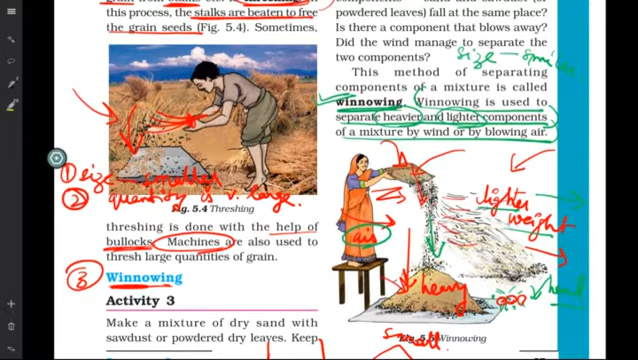 grain from stalks etc. is threshing. In
this process, the stalks are beaten to free
the grain seeds (Fig. 5.4). Sometimes,
① size smaller
② quantity is v. large.
Fig. 5.4 Threshing
threshing is done with the help of
bullocks. Machines are also used to
thresh large quantities of grain.
③ Winnowing
Activity 3
Make a mixture of dry sand with
sawdust or powdered dry leaves. Keep
powdered leaves) fall at the same place?
Is there a component that blows away?
Did the wind manage to separate the
two components?
size – small
This method of separating
components of a mixture is called
winnowing. Winnowing is used to
separate heavier and lighter components
of a mixture by wind or by blowing air.
lighter
weight
air
heavy
small.
Fig. 5.5 Winnowing